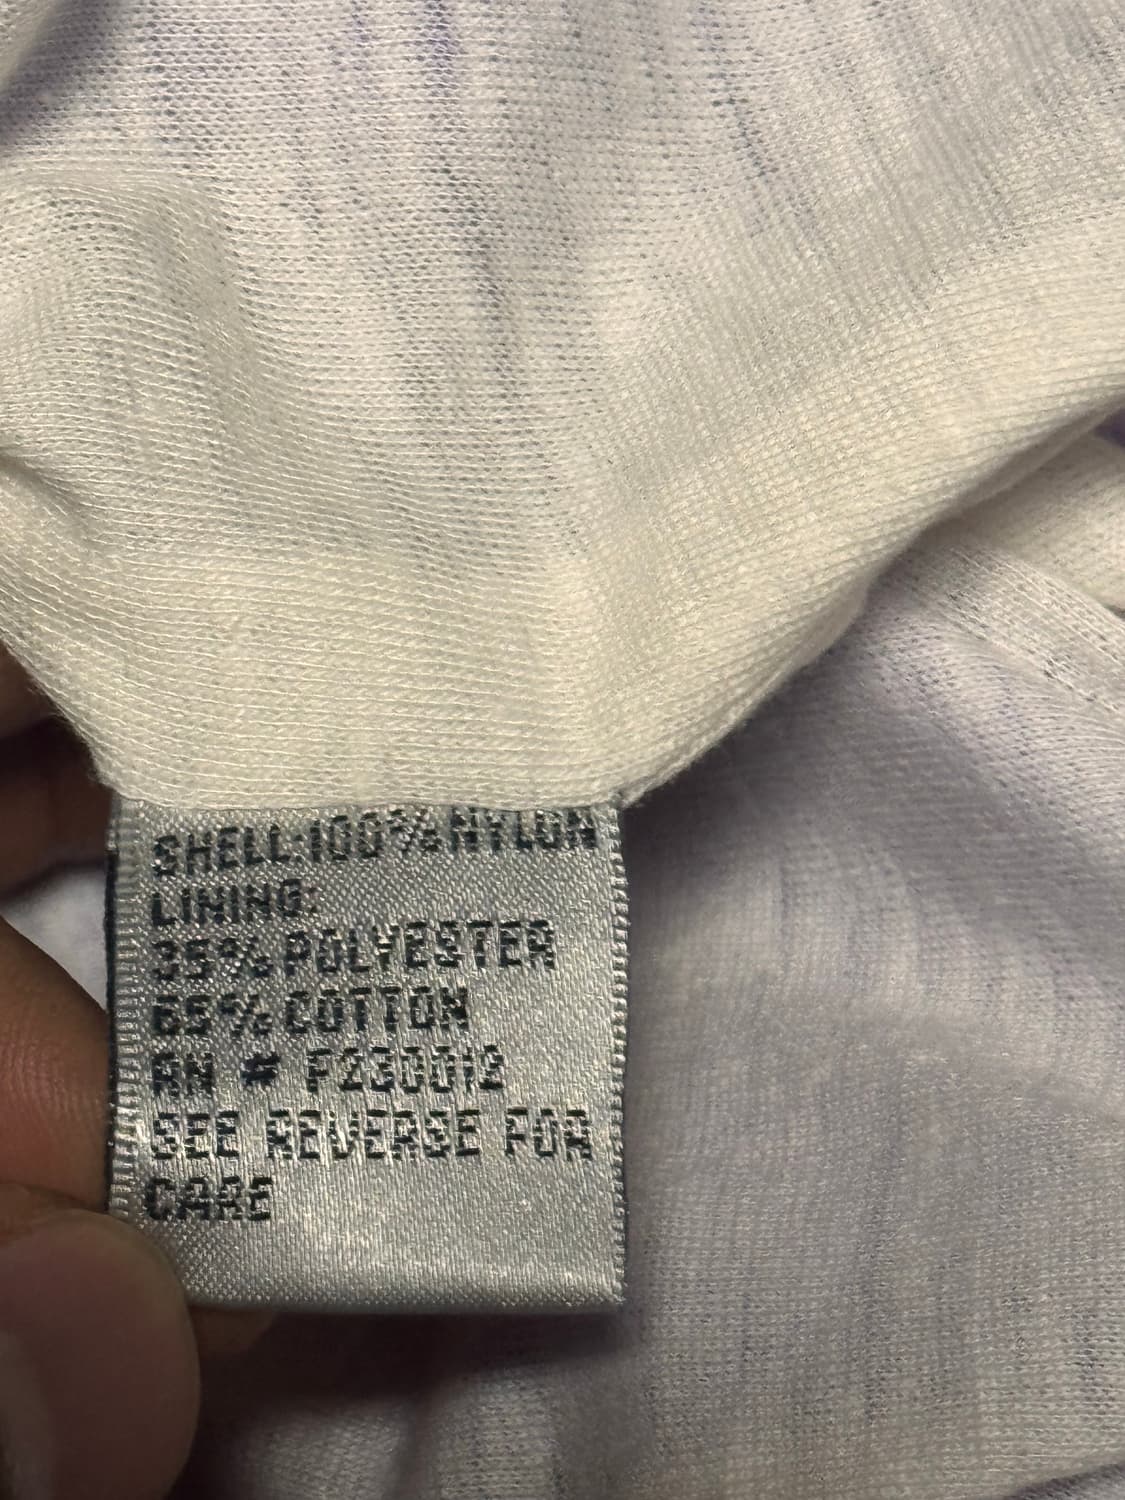 SHELL:100%NYLON
LINING:
35%POLYESTER
65%COTTON
RN # F230012
SEE REVERSE FOR
CARE